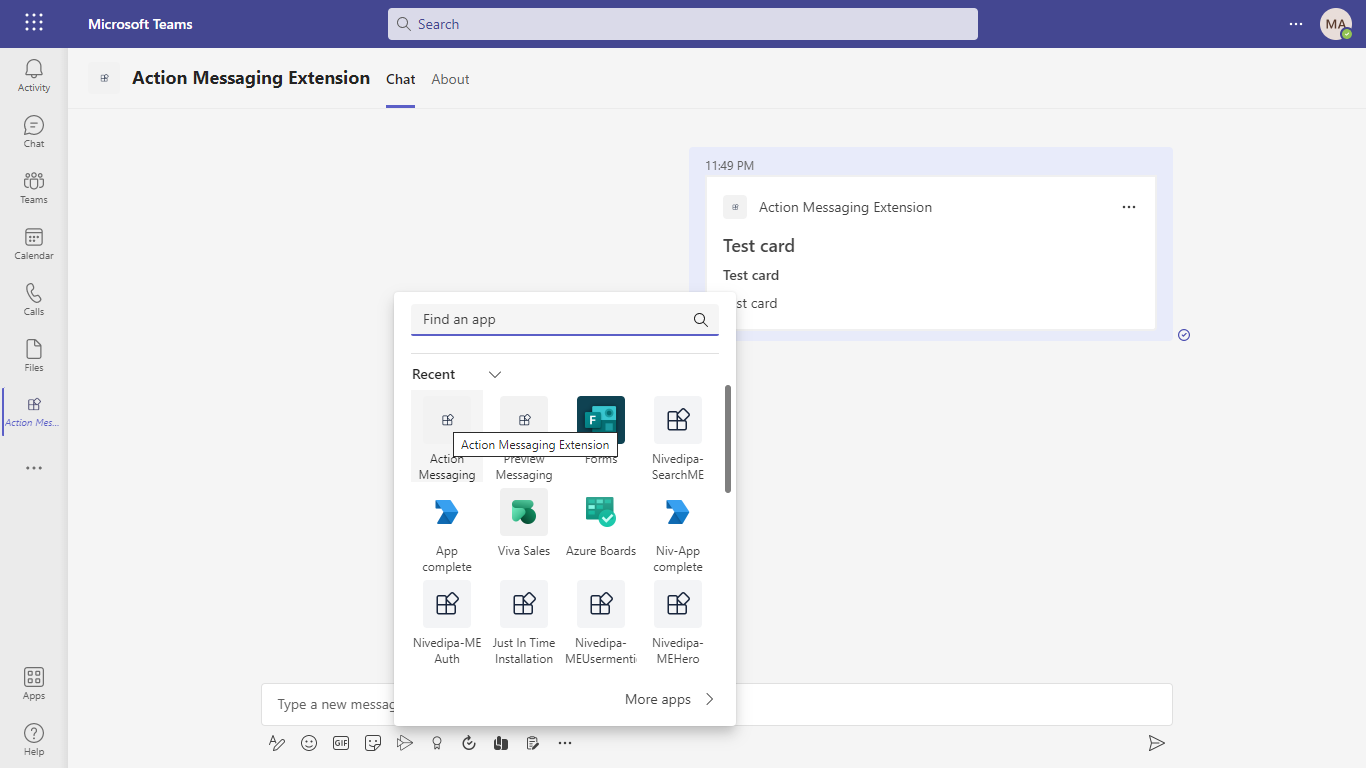 Microsoft Teams
Search
MA
Activity
Chat
Teams
Calendar
Calls
Files
Action Mes...
Apps
Help
Action Messaging Extension
Chat
About
11:49 PM
Action Messaging Extension
Test card
Test card
st card
Find an app
Recent
Action Messaging Extension
Action
Messaging
Preview
Messaging
F
Forms
Nivedipa-
SearchME
App
complete
Viva Sales
Azure Boards
Niv-App
complete
Nivedipa-ME
Auth
Just In Time
Installation
Nivedipa-
MEUsermenti
Nivedipa-
MEHero
More apps
Type a new messag
GIF